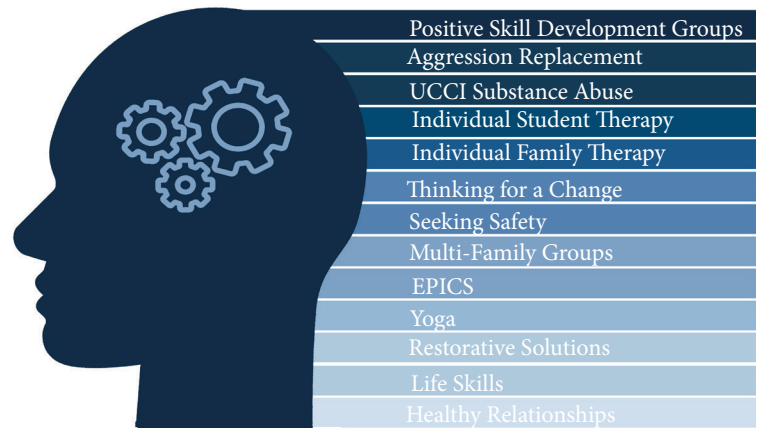 Positive Skill Development Groups
Aggression Replacement
UCCI Substance Abuse
Individual Student Therapy
Individual Family Therapy
Thinking for a Change
Seeking Safety
Multi-Family Groups
EPICS
Yoga
Restorative Solutions
Life Skills
Healthy Relationships